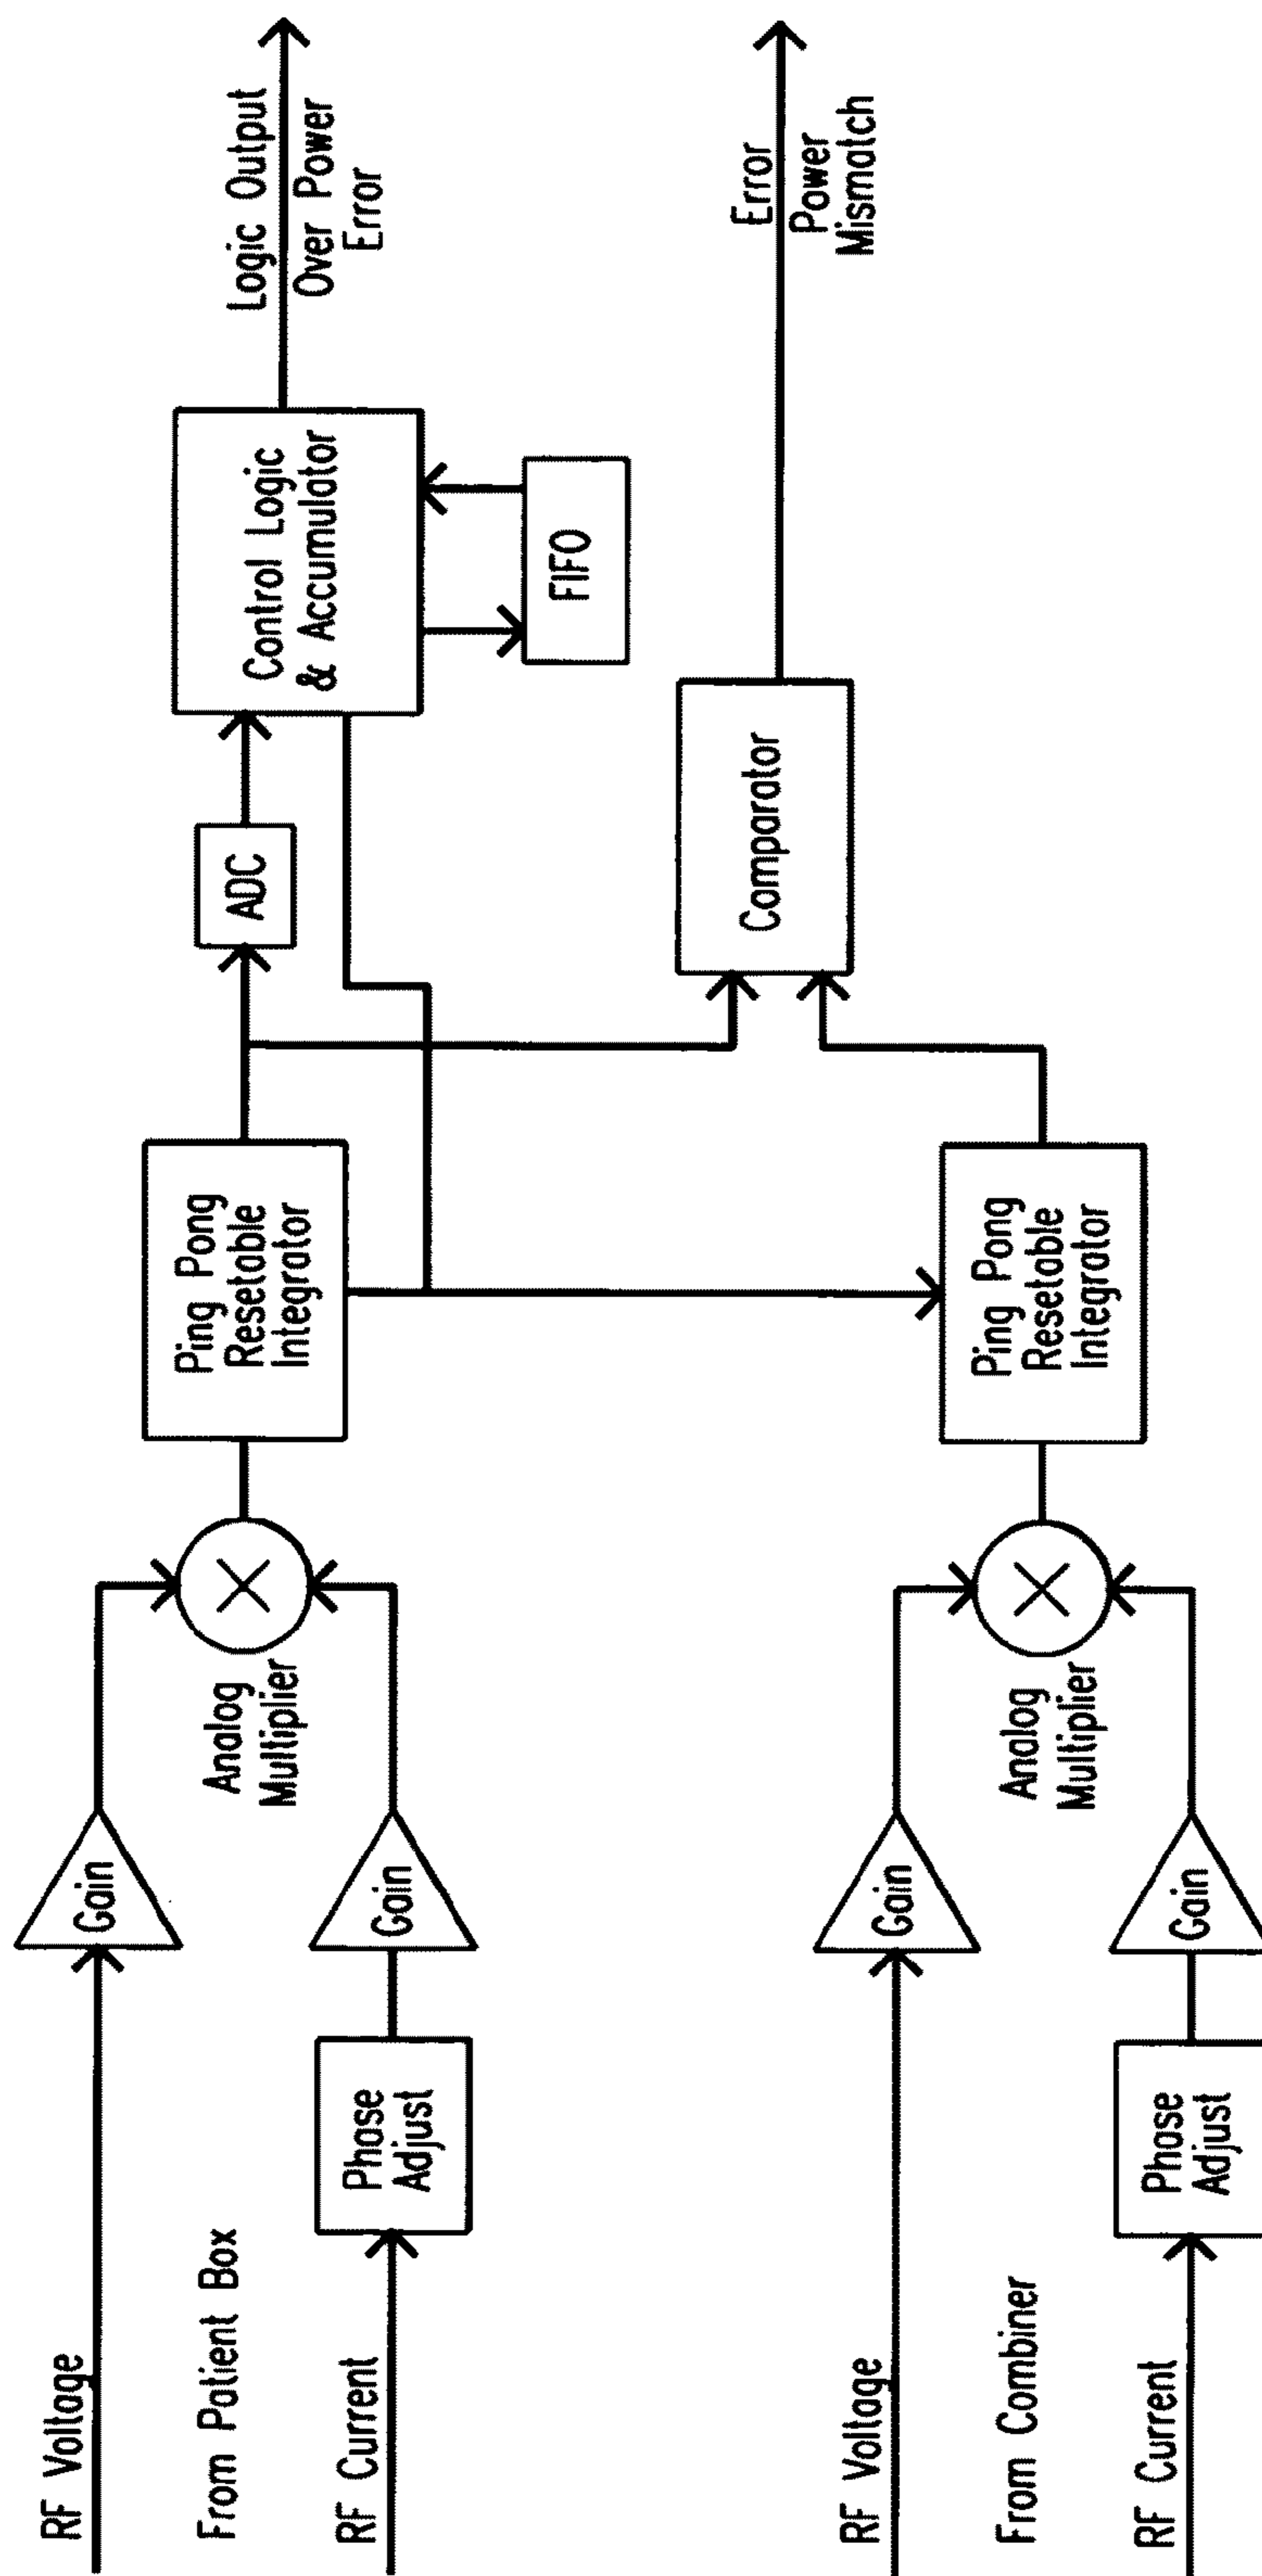 RF Voltage
From Patient Box
RF Current
Phase
Adjust
Gain
Gain
Analog
Multiplier
Ping Pong
Resetable
Integrator
ADC
Control Logic
& Accumulator
FIFO
Logic Output
Over Power
Error
RF Voltage
From Combiner
RF Current
Phase
Adjust
Gain
Gain
Analog
Multiplier
Ping Pong
Resetable
Integrator
Comparator
Error
Power
Mismatch